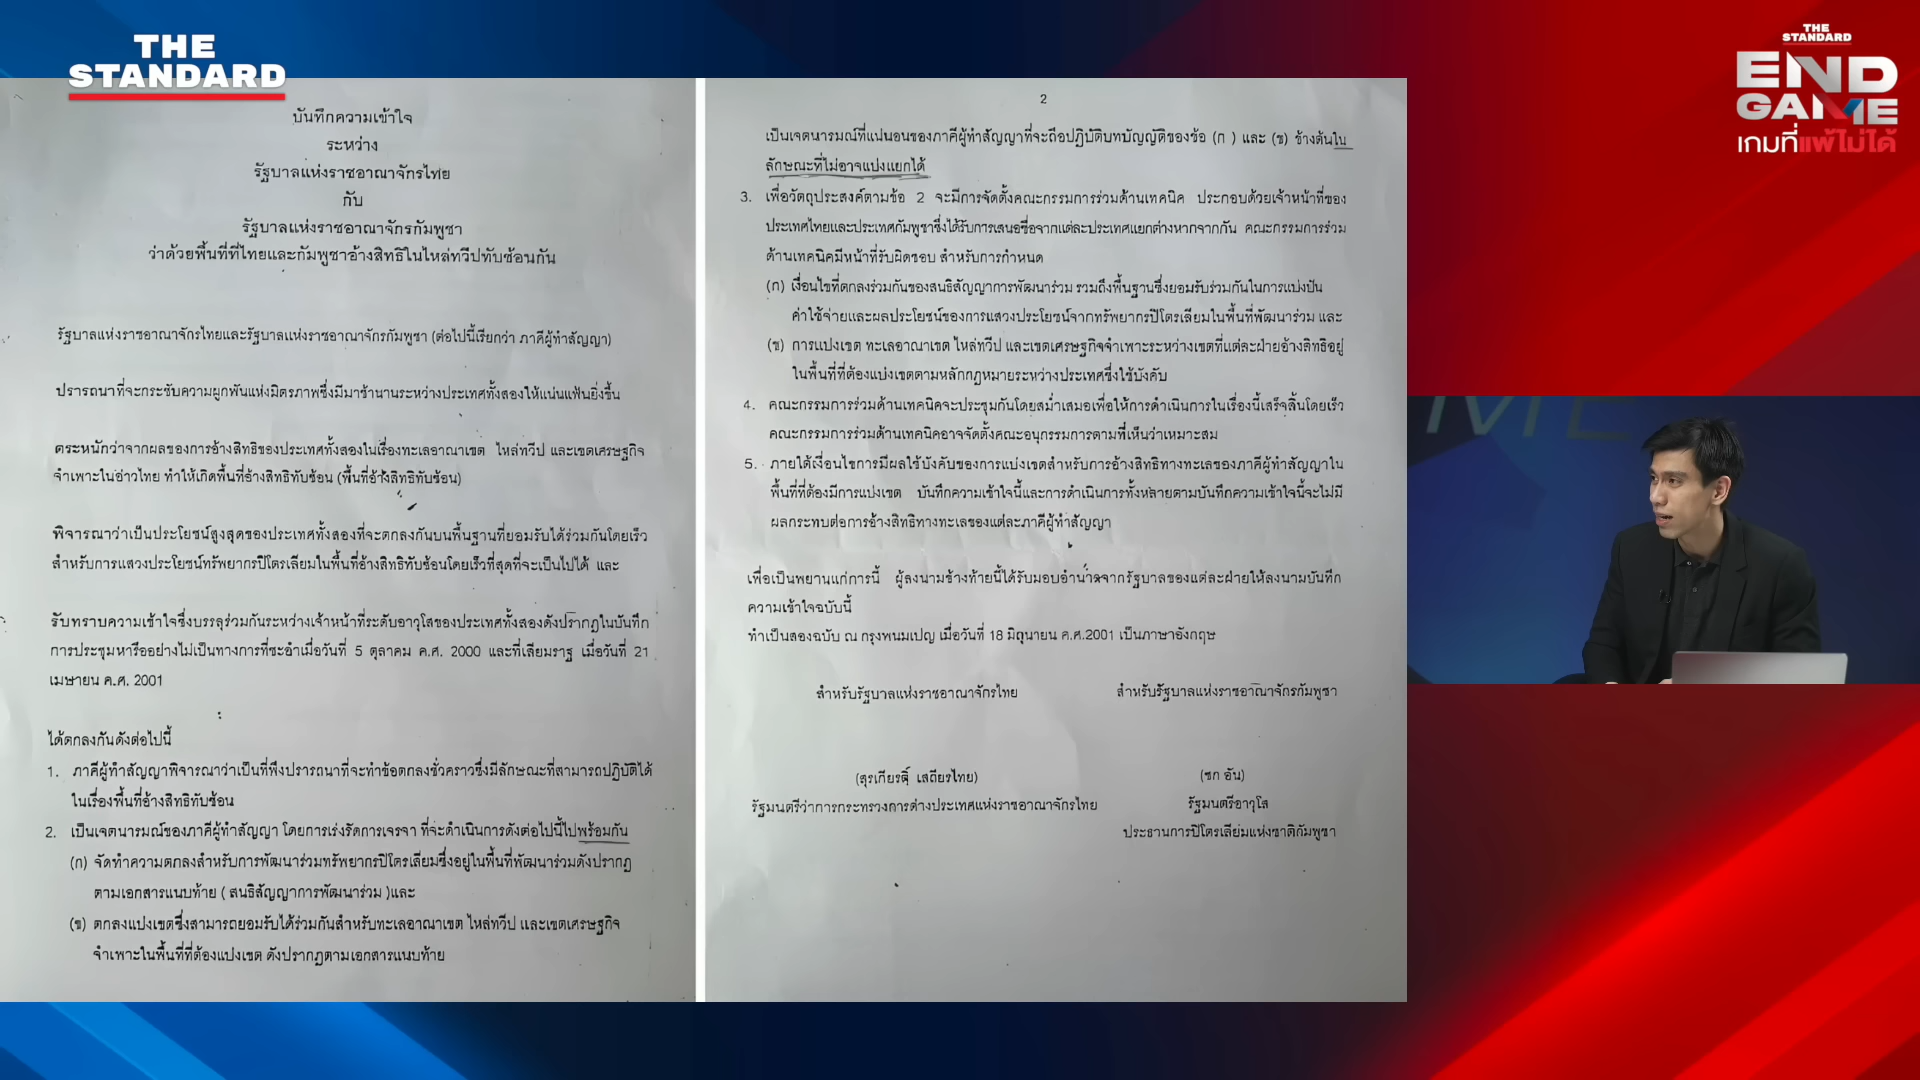 THE
STANDARD
บันทึกความเข้าใจ
ระหว่าง
รัฐบาลแห่งราชอาณาจักรไทย
กับ
รัฐบาลแห่งราชอาณาจักรกัมพูชา
ว่าด้วยพื้นที่ที่ไทยและกัมพูชาอ้างสิทธิในไหล่ทวีปทับซ้อนกัน
รัฐบาลแห่งราชอาณาจักรไทยและรัฐบาลแห่งราชอาณาจักรกัมพูชา (ต่อไปนี้เรียกว่า ภาคีผู้ทำสัญญา)
ปรารถนาที่จะกระชับความผูกพันแห่งมิตรภาพซึ่งมีมาช้านานระหว่างประเทศทั้งสองให้แน่นแฟ้นยิ่งขึ้น
ตระหนักว่าจากผลของการอ้างสิทธิของประเทศทั้งสองในเรื่องทะเลอาณาเขต ไหล่ทวีป และเขตเศรษฐกิจ
จำเพาะในอ่าวไทย ทำให้เกิดพื้นที่อ้างสิทธิทับซ้อน (พื้นที่อ้างสิทธิทับซ้อน)
พิจารณาว่าเป็นประโยชน์สูงสุดของประเทศทั้งสองที่จะตกลงกันบนพื้นฐานที่ยอมรับได้ร่วมกันโดยเร็ว
สำหรับการแสวงประโยชน์ทรัพยากรปิโตรเลียมในพื้นที่อ้างสิทธิทับซ้อนโดยเร็วที่สุดที่จะเป็นไปได้ และ
รับทราบความเข้าใจซึ่งบรรลุร่วมกันระหว่างเจ้าหน้าที่ระดับอาวุโสของประเทศทั้งสองดังปรากฏในบันทึก
การประชุมหารืออย่างไม่เป็นทางการที่ชะอำเมื่อวันที่ 5 ตุลาคม ค.ศ. 2000 และที่เสียมราฐ เมื่อวันที่ 21
เมษายน ค.ศ. 2001
ได้ตกลงกันดังต่อไปนี้
1. ภาคีผู้ทำสัญญาพิจารณาว่าเป็นที่พึงปรารถนาที่จะทำข้อตกลงชั่วคราวซึ่งมีลักษณะที่สามารถปฏิบัติได้
ในเรื่องพื้นที่อ้างสิทธิทับซ้อน
2. เป็นเจตนารมณ์ของภาคีผู้ทำสัญญา โดยการเร่งรัดการเจรจา ที่จะดำเนินการดังต่อไปนี้ไปพร้อมกัน
(ก) จัดทำความตกลงสำหรับการพัฒนาร่วมทรัพยากรปิโตรเลียมซึ่งอยู่ในพื้นที่พัฒนาร่วมดังปรากฏ
ตามเอกสารแนบท้าย ( สนธิสัญญาการพัฒนาร่วม )และ
(ข) ตกลงแบ่งเขตซึ่งสามารถยอมรับได้ร่วมกันสำหรับทะเลอาณาเขต ไหล่ทวีป และเขตเศรษฐกิจ
จำเพาะในพื้นที่ที่ต้องแบ่งเขต ดังปรากฏตามเอกสารแนบท้าย
2
เป็นเจตนารมณ์ที่แน่นอนของภาคีผู้ทำสัญญาที่จะถือปฏิบัติบทบัญญัติของข้อ (ก ) และ (ข) ข้างต้นใน
ลักษณะที่ไม่อาจแบ่งแยกได้
3. เพื่อวัตถุประสงค์ตามข้อ 2 จะมีการจัดตั้งคณะกรรมการร่วมด้านเทคนิค ประกอบด้วยเจ้าหน้าที่ของ
ประเทศไทยและประเทศกัมพูชาซึ่งได้รับการเสนอชื่อจากแต่ละประเทศแยกต่างหากจากกัน คณะกรรมการร่วม
ด้านเทคนิคมีหน้าที่รับผิดชอบ สำหรับการกำหนด
(ก) เงื่อนไขที่ตกลงร่วมกันของสนธิสัญญาการพัฒนาร่วม รวมถึงพื้นฐานซึ่งยอมรับร่วมกันในการแบ่งปัน
ค่าใช้จ่ายและผลประโยชน์ของการแสวงประโยชน์จากทรัพยากรปิโตรเลียมในพื้นที่พัฒนาร่วม และ
(ข) การแบ่งเขต ทะเลอาณาเขต ไหล่ทวีป และเขตเศรษฐกิจจำเพาะระหว่างเขตที่แต่ละฝ่ายอ้างสิทธิอยู่
ในพื้นที่ที่ต้องแบ่งเขตตามหลักกฎหมายระหว่างประเทศซึ่งใช้บังคับ
4. คณะกรรมการร่วมด้านเทคนิคจะประชุมกันโดยสม่ำเสมอเพื่อให้การดำเนินการในเรื่องนี้เสร็จสิ้นโดยเร็ว
คณะกรรมการร่วมด้านเทคนิคอาจจัดตั้งคณะอนุกรรมการตามที่เห็นว่าเหมาะสม
5. ภายใต้เงื่อนไขการมีผลใช้บังคับของการแบ่งเขตสำหรับการอ้างสิทธิทางทะเลของภาคีผู้ทำสัญญาใน
พื้นที่ที่ต้องมีการแบ่งเขต บันทึกความเข้าใจนี้และการดำเนินการทั้งหลายตามบันทึกความเข้าใจนี้จะไม่มี
ผลกระทบต่อการอ้างสิทธิทางทะเลของแต่ละภาคีผู้ทำสัญญา
เพื่อเป็นพยานแก่การนี้ ผู้ลงนามข้างท้ายนี้ได้รับมอบอำนาจจากรัฐบาลของแต่ละฝ่ายให้ลงนามบันทึก
ความเข้าใจฉบับนี้
ทำเป็นสองฉบับ ณ กรุงพนมเปญ เมื่อวันที่ 18 มิถุนายน ค.ศ.2001 เป็นภาษาอังกฤษ
สำหรับรัฐบาลแห่งราชอาณาจักรไทย สำหรับรัฐบาลแห่งราชอาณาจักรกัมพูชา
(สุรเกียรติ์ เสถียรไทย) (ซก อัน)
รัฐมนตรีว่าการกระทรวงการต่างประเทศแห่งราชอาณาจักรไทย รัฐมนตรีอาวุโส
ประธานการปิโตรเลียมแห่งชาติกัมพูชา
THE
STANDARD
END
GAME
เกมที่แพ้ไม่ได้